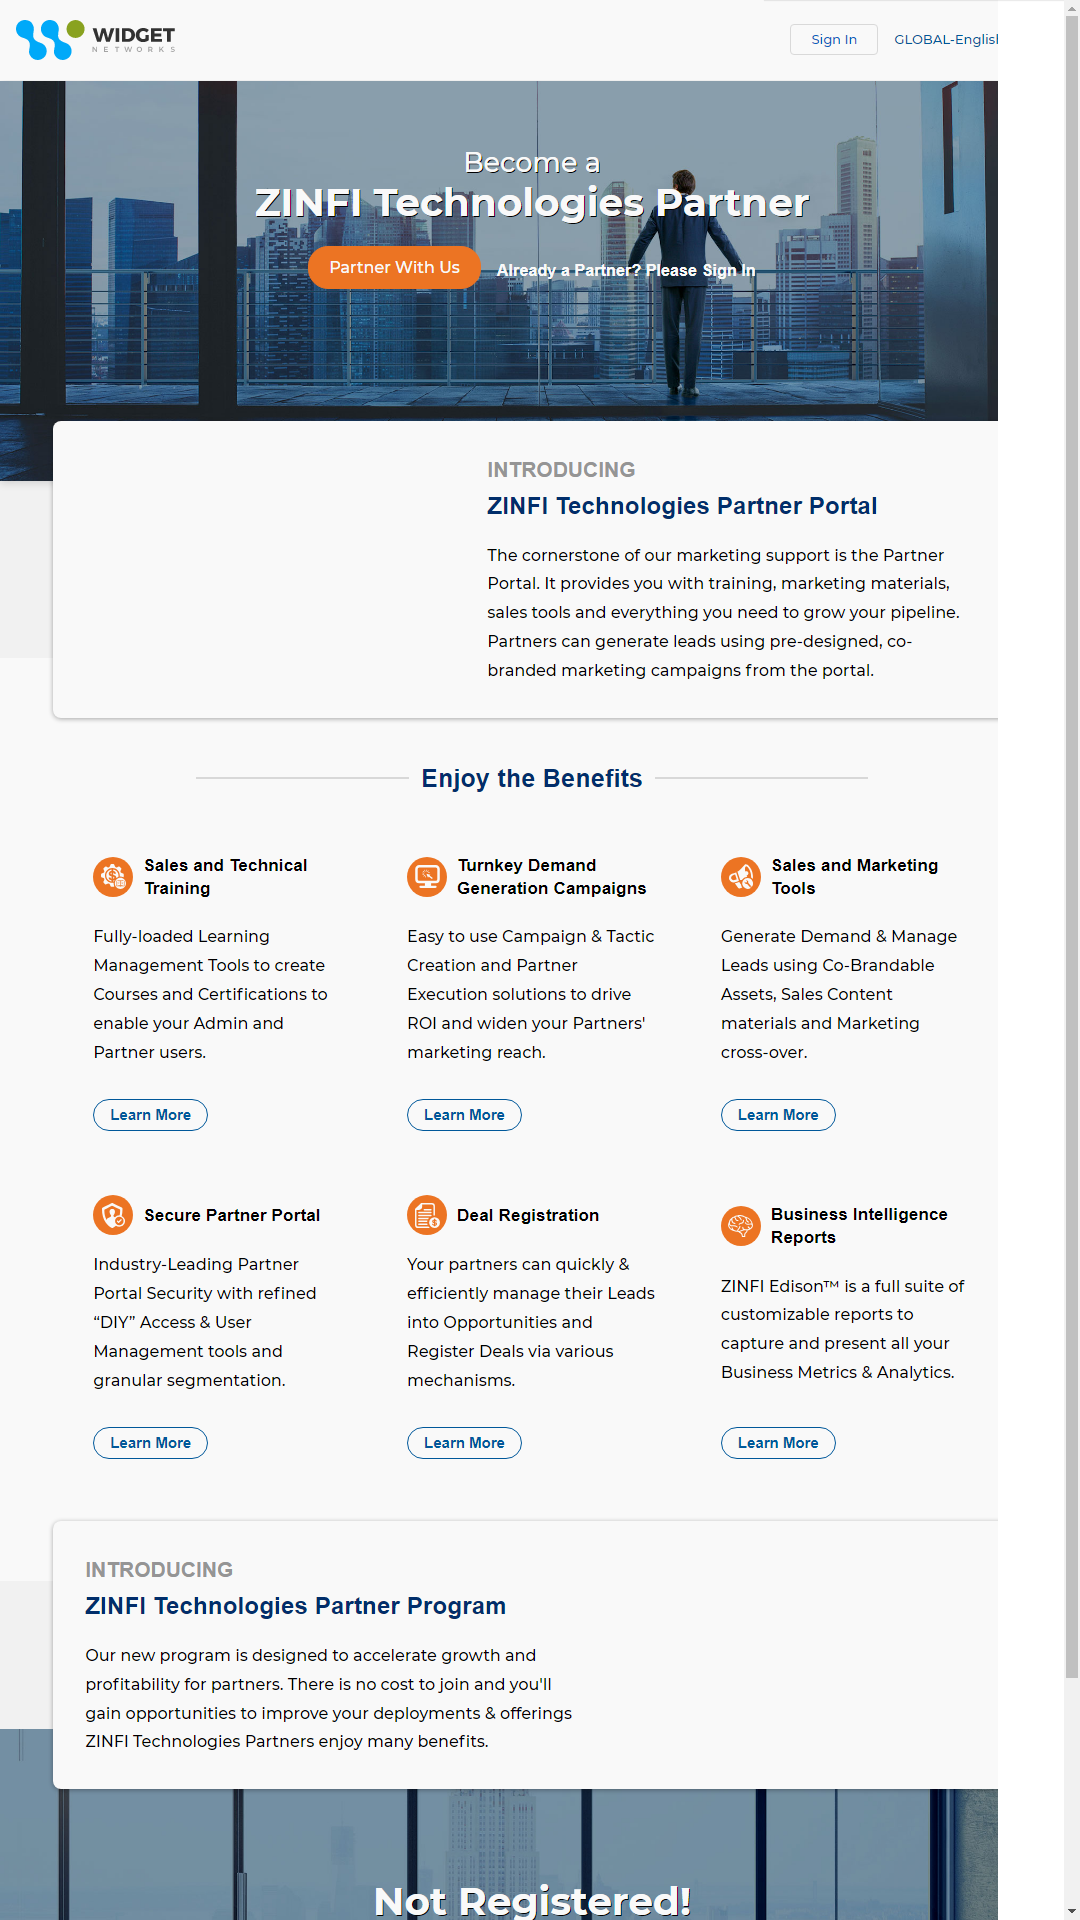 WIDGET
NETWORKS
Sign In
GLOBAL-English
Become a
ZINFI Technologies Partner
Partner With Us
Already a Partner? Please Sign In
INTRODUCING
ZINFI Technologies Partner Portal
The cornerstone of our marketing support is the Partner
Portal. It provides you with training, marketing materials,
sales tools and everything you need to grow your pipeline.
Partners can generate leads using pre-designed, co-
branded marketing campaigns from the portal.
Enjoy the Benefits
Sales and Technical
Training
Fully-loaded Learning
Management Tools to create
Courses and Certifications to
enable your Admin and
Partner users.
Learn More
Turnkey Demand
Generation Campaigns
Easy to use Campaign & Tactic
Creation and Partner
Execution solutions to drive
ROI and widen your Partners'
marketing reach.
Learn More
Sales and Marketing
Tools
Generate Demand & Manage
Leads using Co-Brandable
Assets, Sales Content
materials and Marketing
cross-over.
Learn More
Secure Partner Portal
Industry-Leading Partner
Portal Security with refined
“DIY” Access & User
Management tools and
granular segmentation.
Learn More
Deal Registration
Your partners can quickly &
efficiently manage their Leads
into Opportunities and
Register Deals via various
mechanisms.
Learn More
Business Intelligence
Reports
ZINFI Edison™ is a full suite of
customizable reports to
capture and present all your
Business Metrics & Analytics.
Learn More
INTRODUCING
ZINFI Technologies Partner Program
Our new program is designed to accelerate growth and
profitability for partners. There is no cost to join and you'll
gain opportunities to improve your deployments & offerings
ZINFI Technologies Partners enjoy many benefits.
Not Registered!